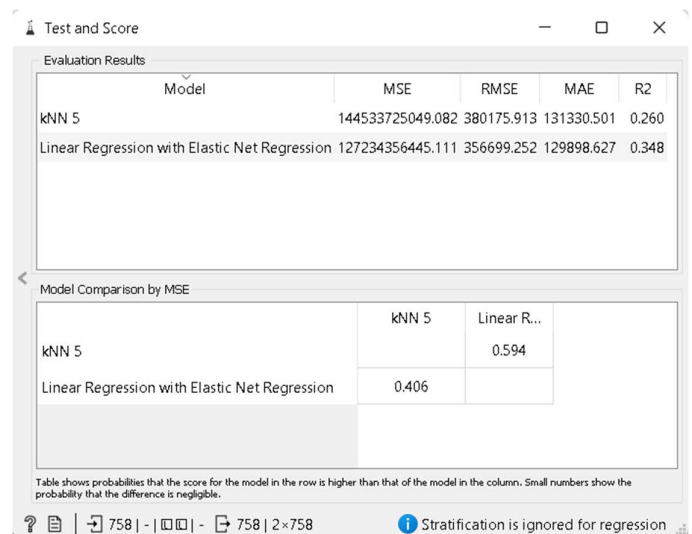 Test and Score
Evaluation Results
Model MSE RMSE MAE R2
kNN 5 144533725049.082 380175.913 131330.501 0.260
Linear Regression with Elastic Net Regression 127234356445.111 356699.252 129898.627 0.348
Model Comparison by MSE
kNN 5 Linear R...
kNN 5 0.594
Linear Regression with Elastic Net Regression 0.406
Table shows probabilities that the score for the model in the row is higher than that of the model in the column. Small numbers show the
probability that the difference is negligible.
758 | - | - 758 | 2×758 Stratification is ignored for regression